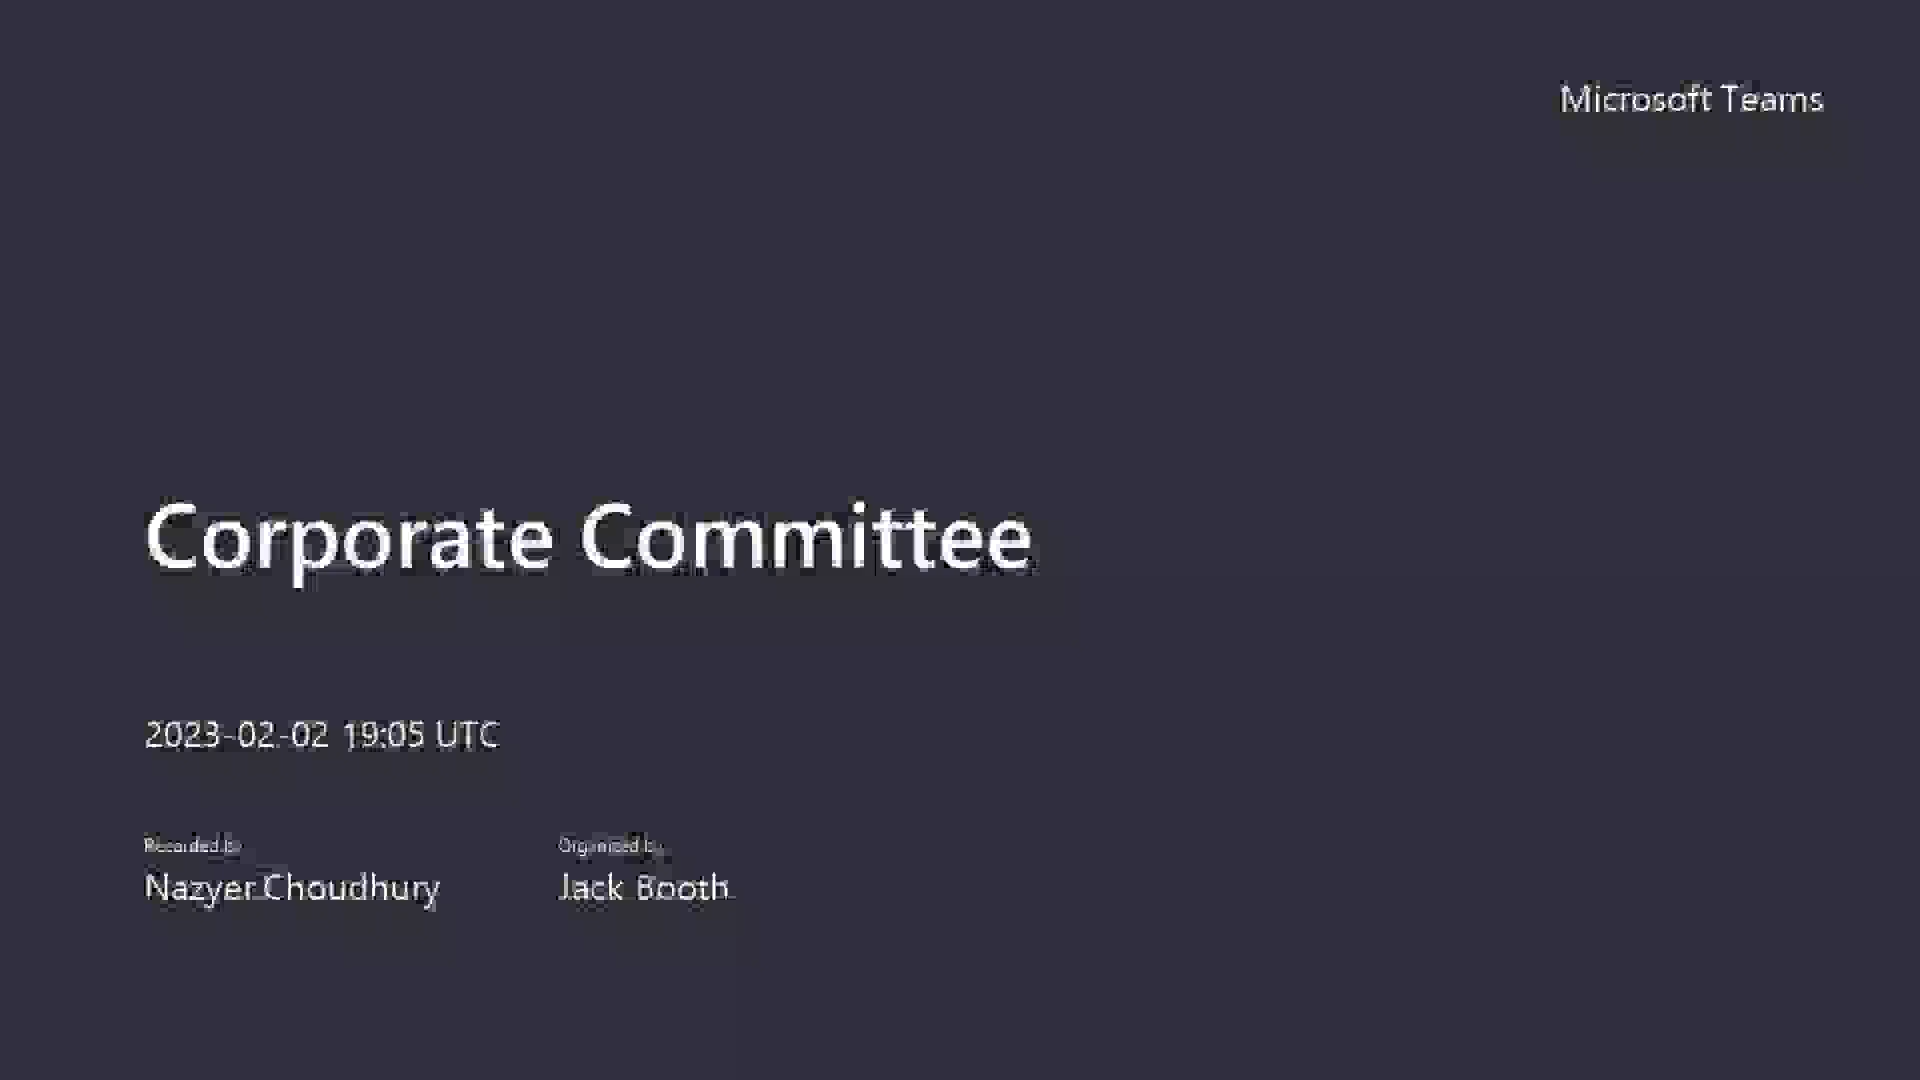 Microsoft Teams
Corporate Committee
2023-02-02 19:05 UTC
Recorded by
Organized by
Nazyer Choudhury
Jack Booth